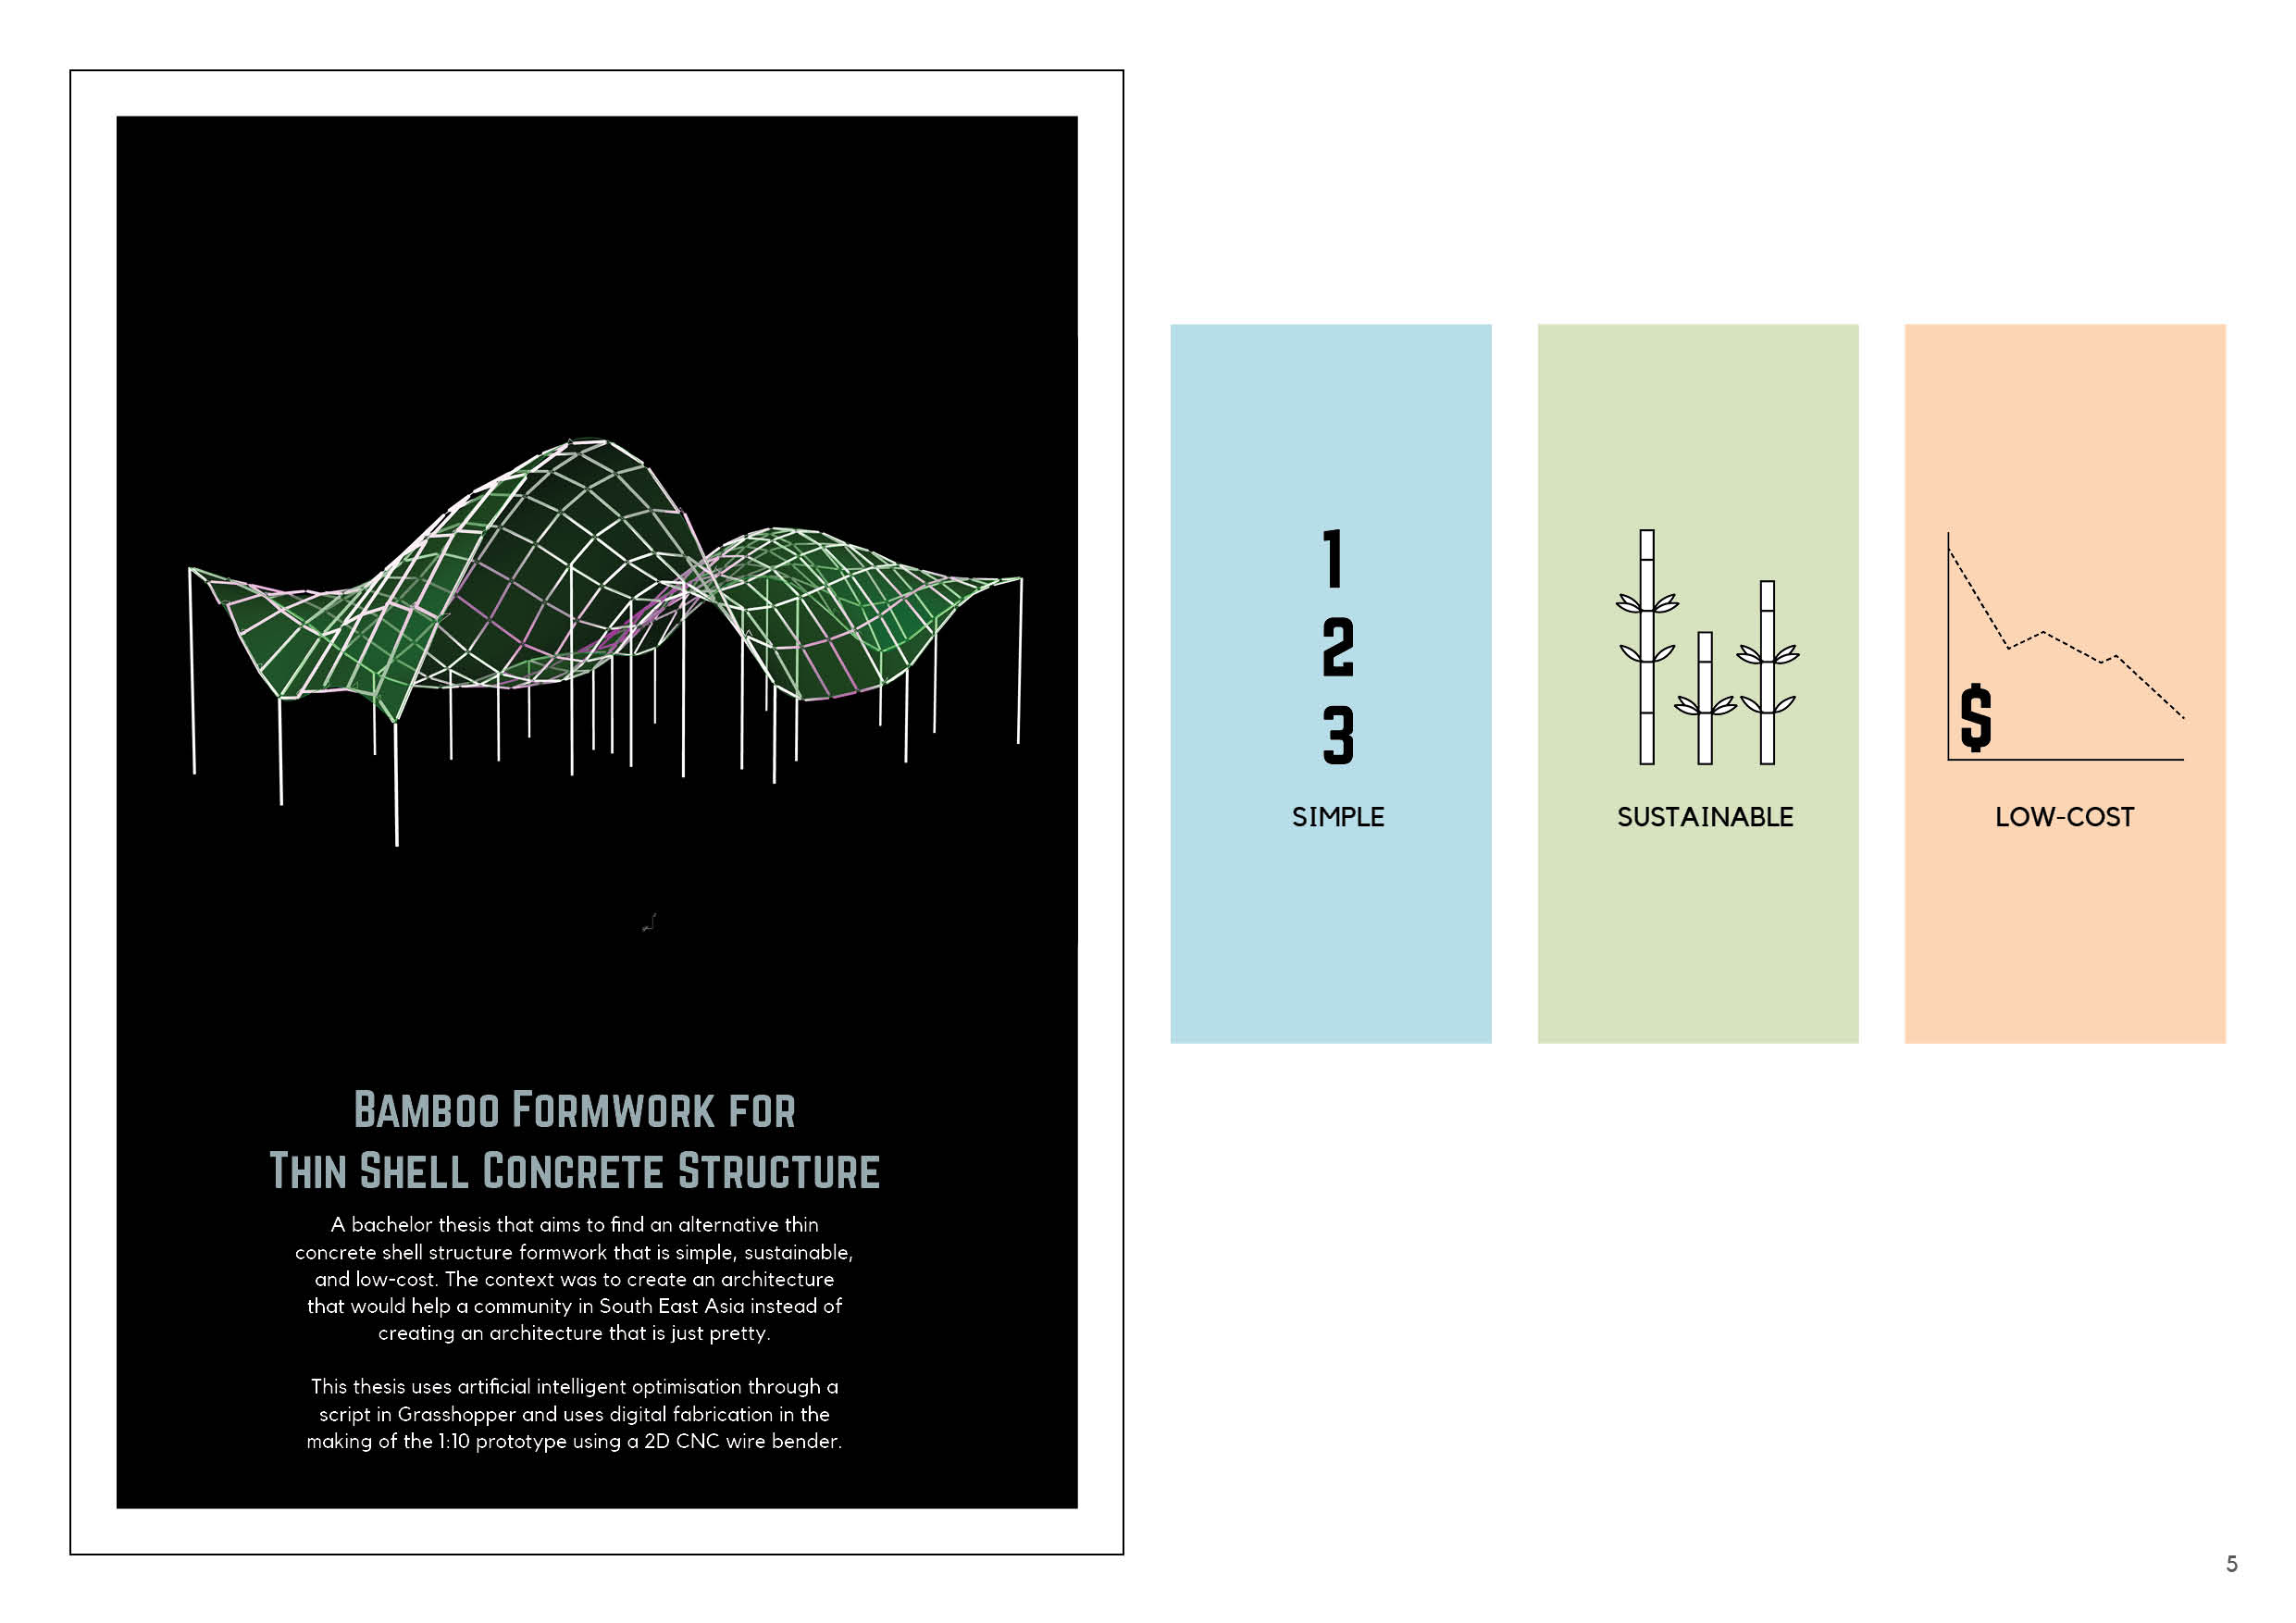 Bamboo Formwork for
Thin Shell Concrete Structure
A bachelor thesis that aims to find an alternative thin
concrete shell structure formwork that is simple, sustainable,
and low-cost. The context was to create an architecture
that would help a community in South East Asia instead of
creating an architecture that is just pretty.
This thesis uses artificial intelligent optimisation through a
script in Grasshopper and uses digital fabrication in the
making of the 1:10 prototype using a 2D CNC wire bender.
1
2
3
SIMPLE
SUSTAINABLE
$
LOW-COST
5